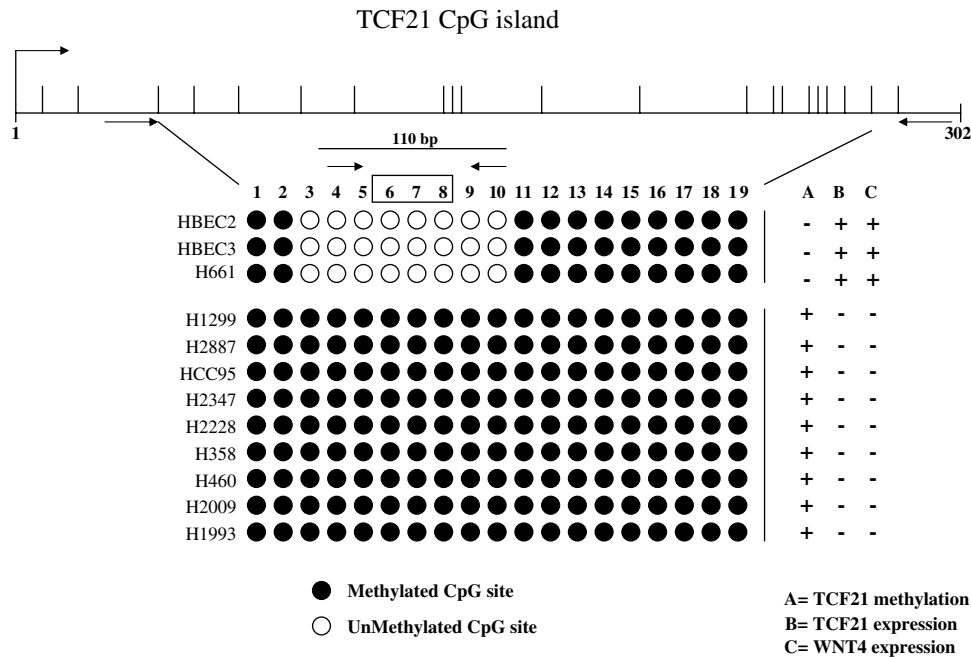 TCF21 CpG island
1
302
110 bp
1 2 3 4 5 6 7 8 9 10 11 12 13 14 15 16 17 18 19 A B C
HBEC2 - + +
HBEC3 - + +
H661 - + +
H1299 + - -
H2887 + - -
HCC95 + - -
H2347 + - -
H2228 + - -
H358 + - -
H460 + - -
H2009 + - -
H1993 + - -
Methylated CpG site
UnMethylated CpG site
A= TCF21 methylation
B= TCF21 expression
C= WNT4 expression